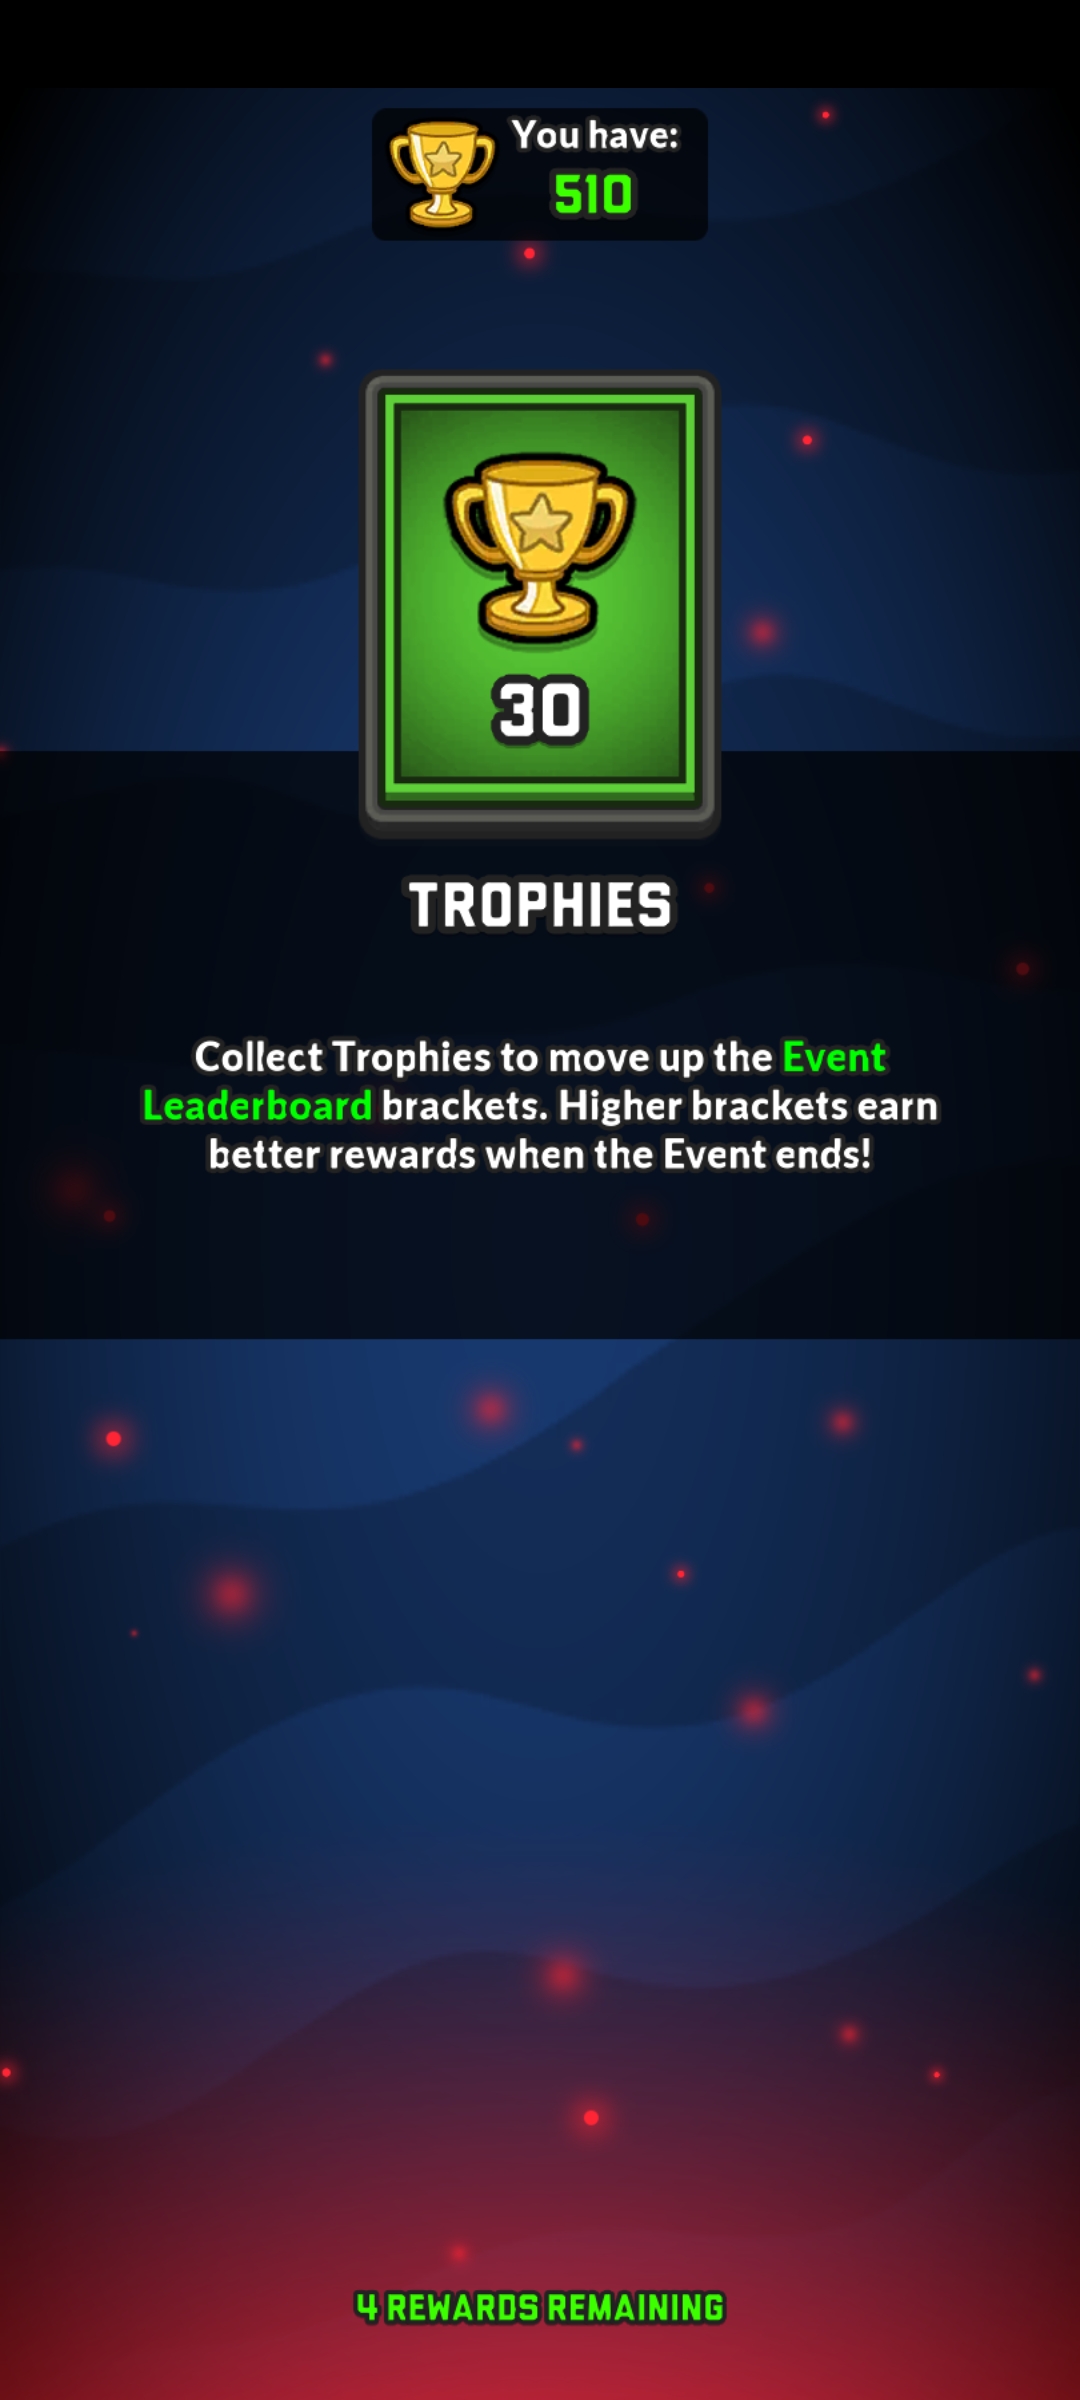 You have:
510
30
TROPHIES
Collect Trophies to move up the Event
Leaderboard brackets. Higher brackets earn
better rewards when the Event ends!
4 REWARDS REMAINING